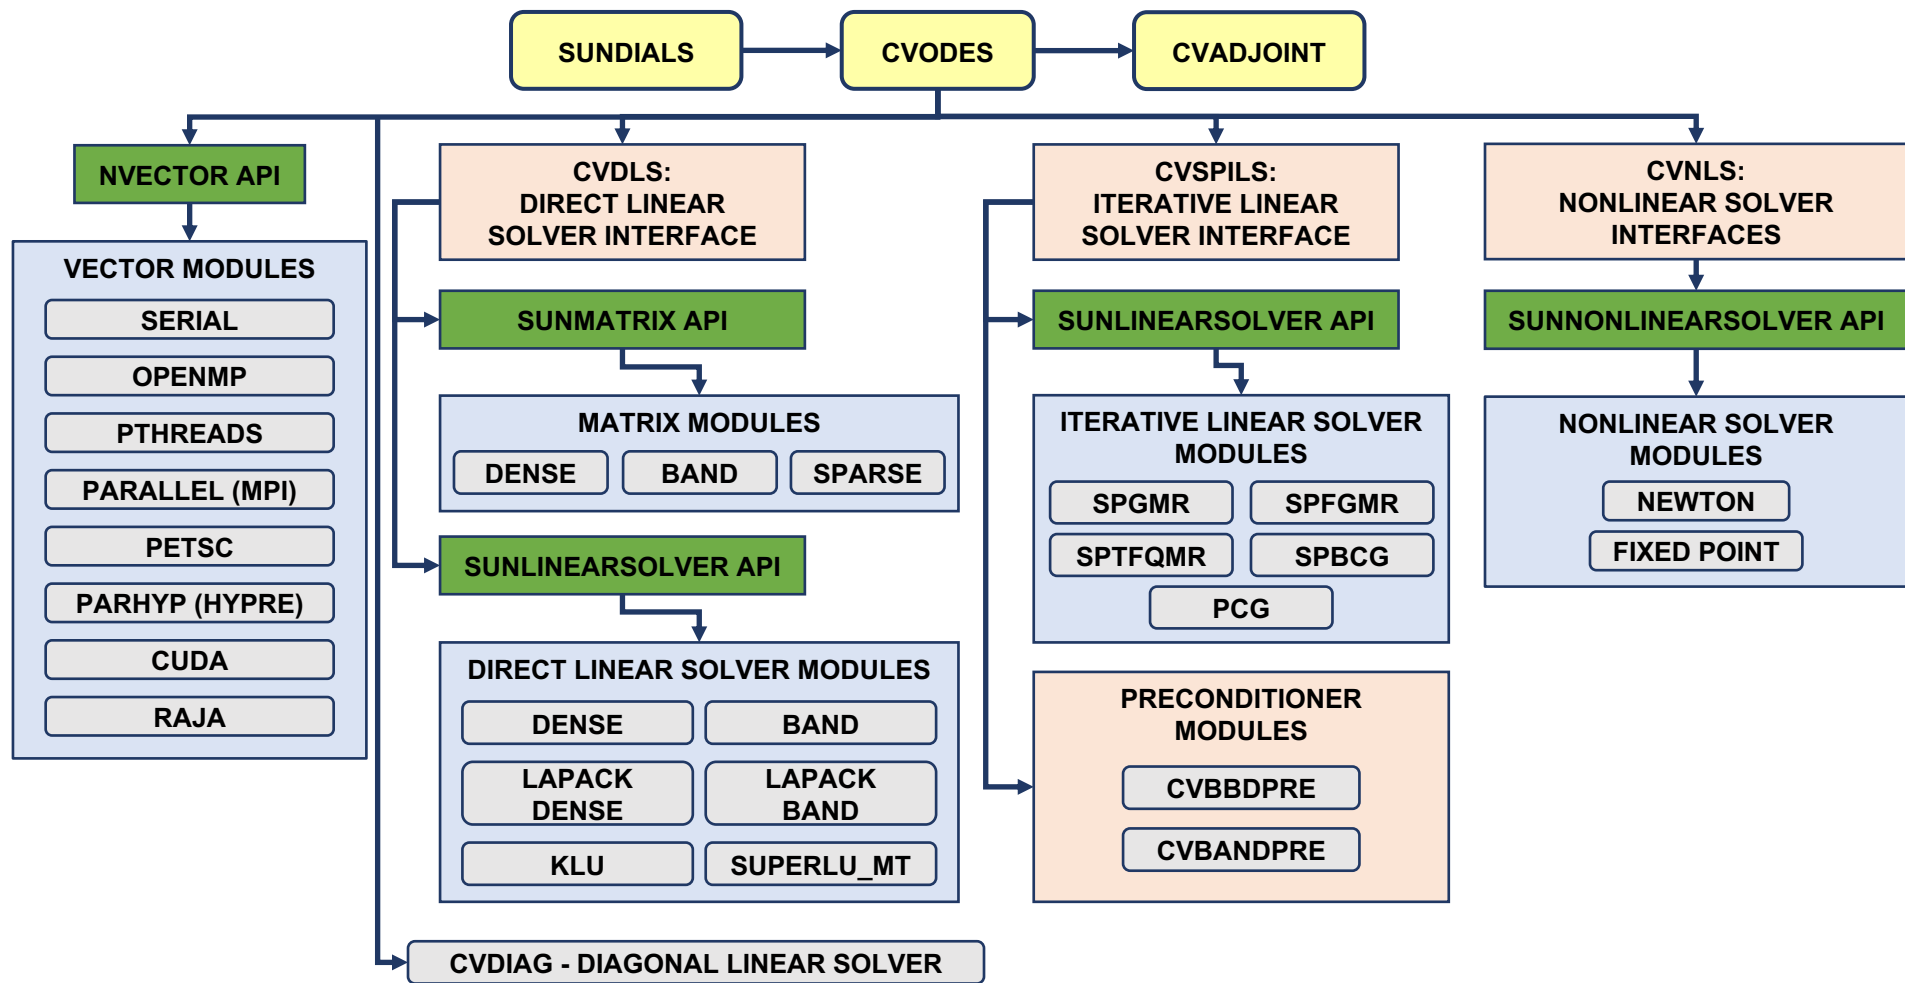 SUNDIALS
CVODES
CVADJOINT
NVECTOR API
VECTOR MODULES
SERIAL
OPENMP
PTHREADS
PARALLEL (MPI)
PETSC
PARHYP (HYPRE)
CUDA
RAJA
CVDLS:
DIRECT LINEAR
SOLVER INTERFACE
SUNMATRIX API
MATRIX MODULES
DENSE
BAND
SPARSE
SUNLINEARSOLVER API
DIRECT LINEAR SOLVER MODULES
DENSE
BAND
LAPACK
DENSE
LAPACK
BAND
KLU
SUPERLU_MT
CVDIAG - DIAGONAL LINEAR SOLVER
CVSPILS:
ITERATIVE LINEAR
SOLVER INTERFACE
SUNLINEARSOLVER API
ITERATIVE LINEAR SOLVER
MODULES
SPGMR
SPFGMR
SPTFQMR
SPBCG
PCG
PRECONDITIONER
MODULES
CVBBDPRE
CVBANDPRE
CVNLS:
NONLINEAR SOLVER
INTERFACES
SUNNONLINEARSOLVER API
NONLINEAR SOLVER
MODULES
NEWTON
FIXED POINT